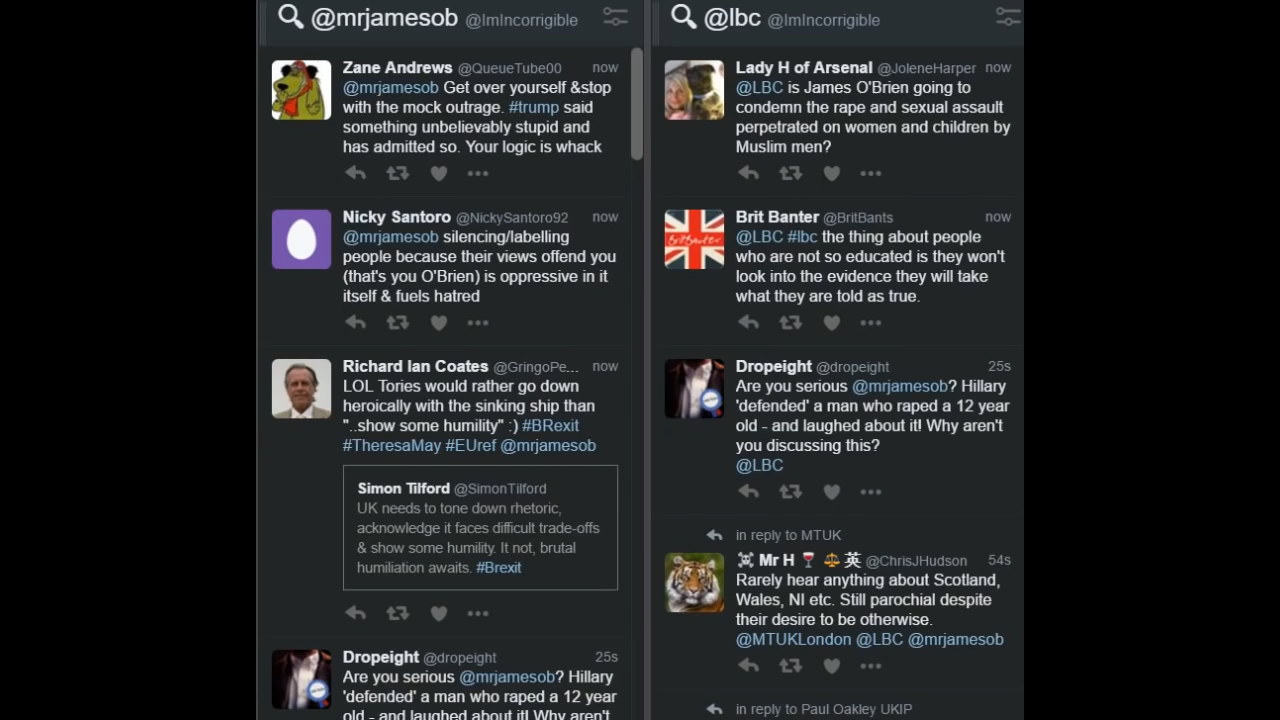 @mrjamesob @ImIncorrigible
Zane Andrews @QueueTube00 now
@mrjamesob Get over yourself &stop
with the mock outrage. #trump said
something unbelievably stupid and
has admitted so. Your logic is whack
Nicky Santoro @NickySantoro92 now
@mrjamesob silencing/labelling
people because their views offend you
(that's you O'Brien) is oppressive in it
itself & fuels hatred
Richard Ian Coates @GringoPe... now
LOL Tories would rather go down
heroically with the sinking ship than
"..show some humility" :) #BRexit
#TheresaMay #EUref @mrjamesob
Simon Tilford @SimonTilford
UK needs to tone down rhetoric,
acknowledge it faces difficult trade-offs
& show some humility. It not, brutal
humiliation awaits. #Brexit
Dropeight @dropeight 25s
Are you serious @mrjamesob? Hillary
'defended' a man who raped a 12 year
old - and laughed about it! Why aren't
@lbc @ImIncorrigible
Lady H of Arsenal @JoleneHarper now
@LBC is James O'Brien going to
condemn the rape and sexual assault
perpetrated on women and children by
Muslim men?
Brit Banter @BritBants now
@LBC #lbc the thing about people
who are not so educated is they won't
look into the evidence they will take
what they are told as true.
Dropeight @dropeight 25s
Are you serious @mrjamesob? Hillary
'defended' a man who raped a 12 year
old - and laughed about it! Why aren't
you discussing this?
@LBC
in reply to MTUK
☠ Mr H 🍷 ⚖ 英 @ChrisJHudson 54s
Rarely hear anything about Scotland,
Wales, NI etc. Still parochial despite
their desire to be otherwise.
@MTUKLondon @LBC @mrjamesob
in reply to Paul Oakley UKIP